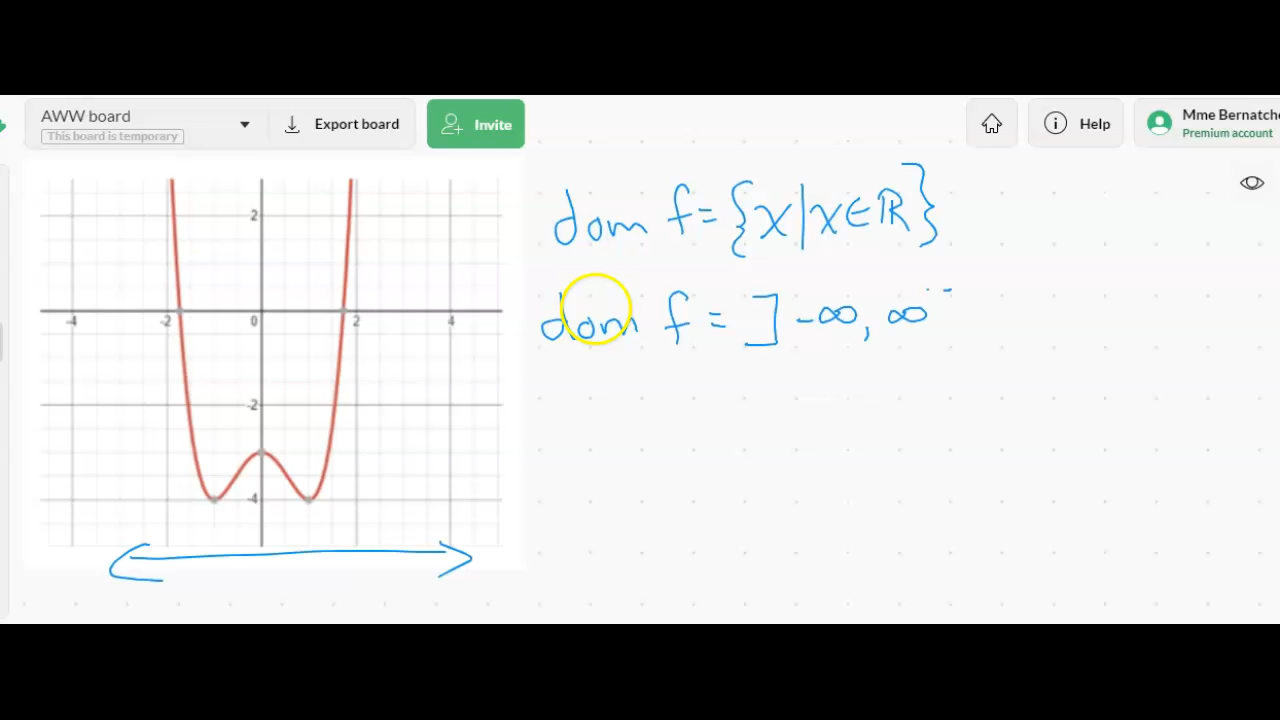 AWW board
This board is temporary
Export board
Invite
Help
Mme Bernatche
Premium account
dom f = {x|x∈ℝ}
dom f = ]-∞, ∞
2
-4 -2 0 2 4
-2
-4